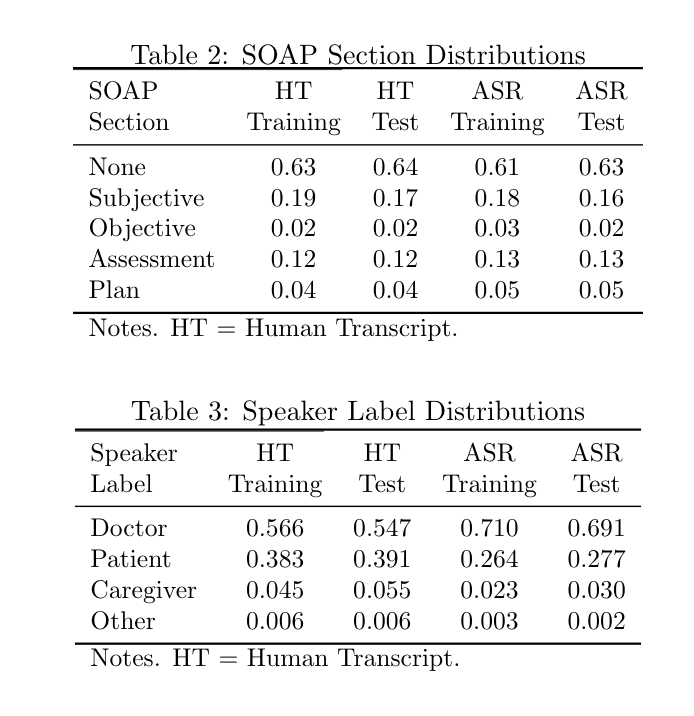 Table 2: SOAP Section Distributions
SOAP HT HT ASR ASR
Section Training Test Training Test
None 0.63 0.64 0.61 0.63
Subjective 0.19 0.17 0.18 0.16
Objective 0.02 0.02 0.03 0.02
Assessment 0.12 0.12 0.13 0.13
Plan 0.04 0.04 0.05 0.05
Notes. HT = Human Transcript.
Table 3: Speaker Label Distributions
Speaker HT HT ASR ASR
Label Training Test Training Test
Doctor 0.566 0.547 0.710 0.691
Patient 0.383 0.391 0.264 0.277
Caregiver 0.045 0.055 0.023 0.030
Other 0.006 0.006 0.003 0.002
Notes. HT = Human Transcript.